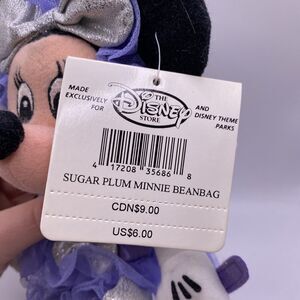 MADE
EXCLUSIVELY
FOR
THE
DISNEY
STORE
AND
DISNEY THEME
PARKS
4 17208 35686 8
SUGAR PLUM MINNIE BEANBAG
CDN$9.00
US$6.00